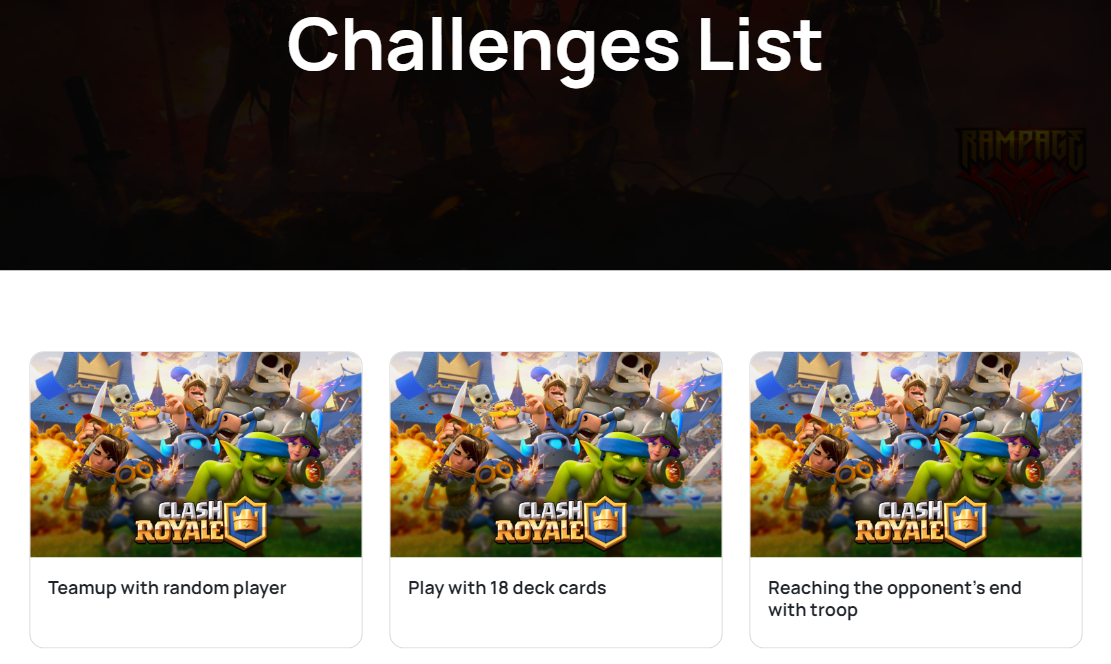 Challenges List
RAMPAGE
CLASH
ROYALE
CLASH
ROYALE
CLASH
ROYALE
Teamup with random player
Play with 18 deck cards
Reaching the opponent's end
with troop